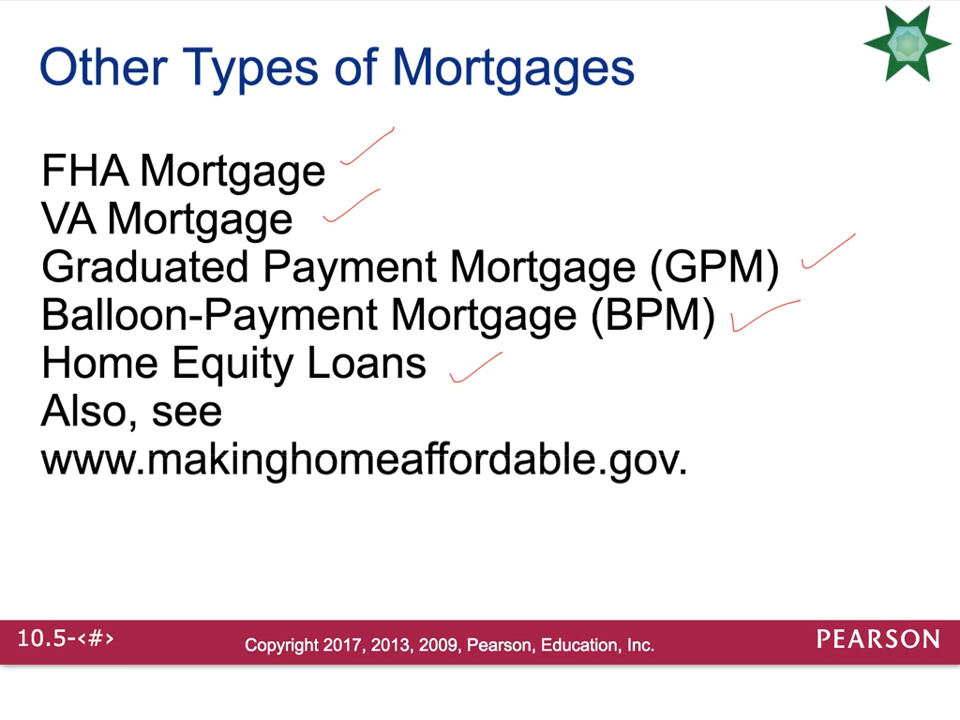 Other Types of Mortgages
FHA Mortgage
VA Mortgage
Graduated Payment Mortgage (GPM)
Balloon-Payment Mortgage (BPM)
Home Equity Loans
Also, see
www.makinghomeaffordable.gov.
10.5-‹#›
Copyright 2017, 2013, 2009, Pearson, Education, Inc.
PEARSON